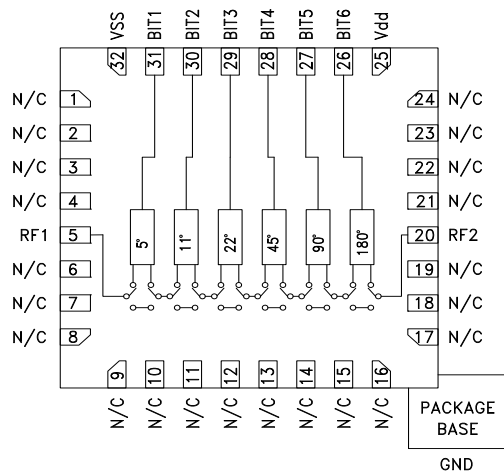 VSS BIT1 BIT2 BIT3 BIT4 BIT5 BIT6 Vdd
32 31 30 29 28 27 26 25
N/C 1 24 N/C
N/C 2 23 N/C
N/C 3 22 N/C
N/C 4 21 N/C
RF1 5 5° 11° 22° 45° 90° 180° 20 RF2
N/C 6 19 N/C
N/C 7 18 N/C
N/C 8 17 N/C
9 10 11 12 13 14 15 16
N/C N/C N/C N/C N/C N/C N/C N/C
PACKAGE
BASE
GND